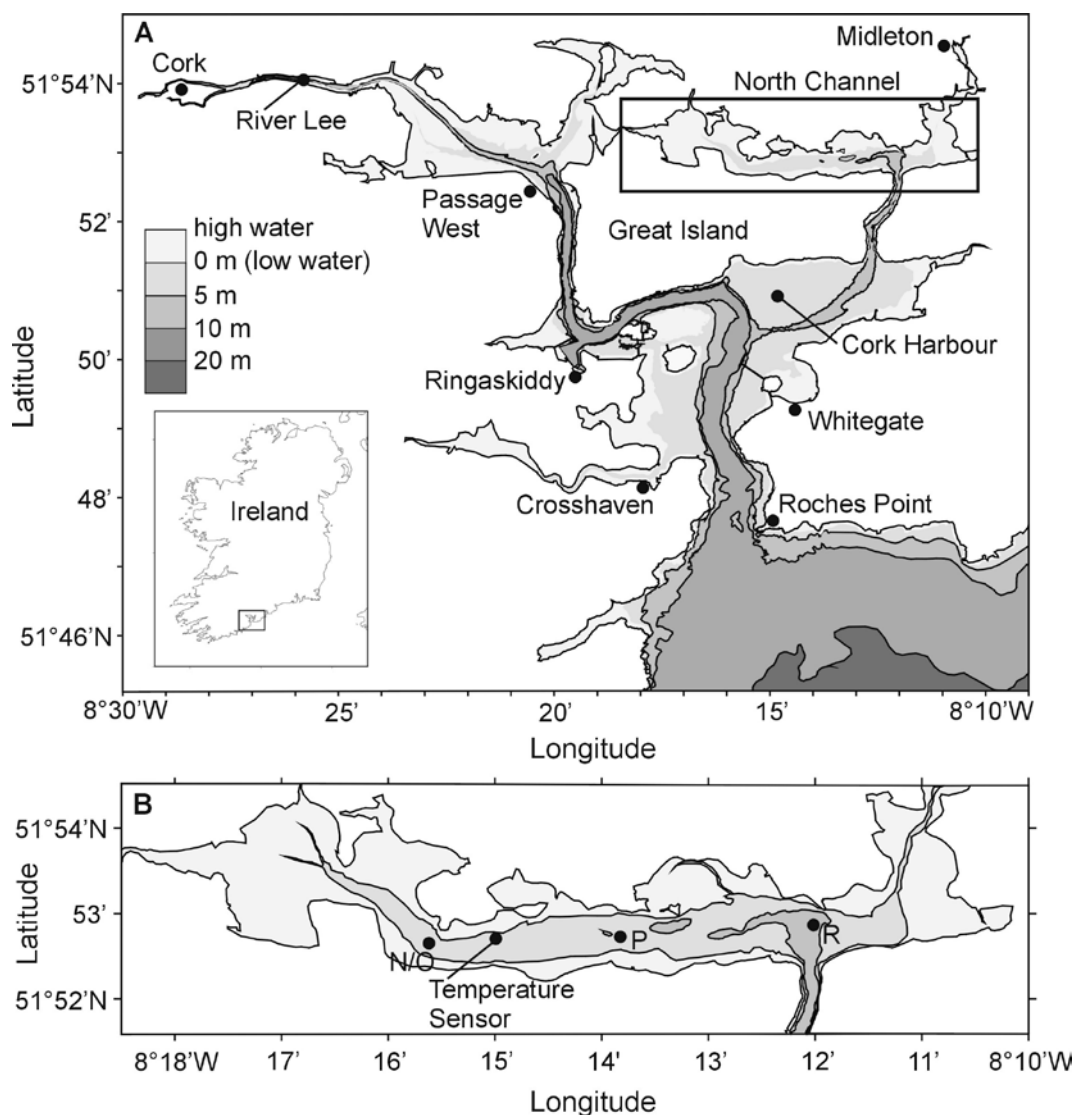 A
Midleton
Cork
51°54’N
North Channel
River Lee
Passage
West
52’
Great Island
high water
0 m (low water)
5 m
10 m
20 m
50’
Cork Harbour
Ringaskiddy
Whitegate
Latitude
48’
Crosshaven
Roches Point
Ireland
51°46’N
8°30’W
25’
20’
15’
8°10’W
Longitude
B
51°54’N
53’
N/O
P
R
Temperature
Sensor
Latitude
51°52’N
8°18’W
17’
16’
15’
14'
13’
12’
11’
8°10’W
Longitude